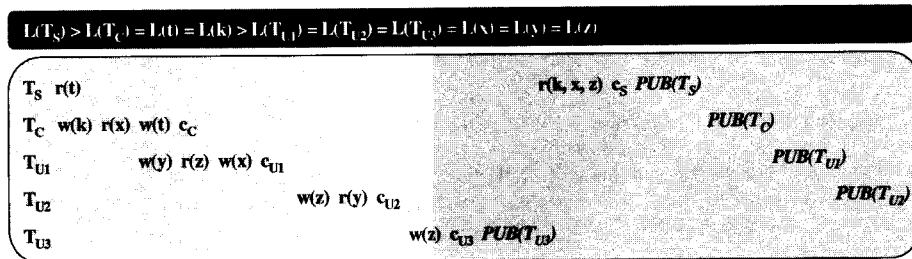 L(T_S) > L(T_C) = L(t) = L(k) > L(T_U1) = L(T_U2) = L(T_U3) = L(x) = L(y) = L(z)
T_S r(t) r(k, x, z) c_S PUB(T_S)
T_C w(k) r(x) w(t) c_C PUB(T_C)
T_U1 w(y) r(z) w(x) c_U1 PUB(T_U1)
T_U2 w(z) r(y) c_U2 PUB(T_U2)
T_U3 w(z) c_U3 PUB(T_U3)